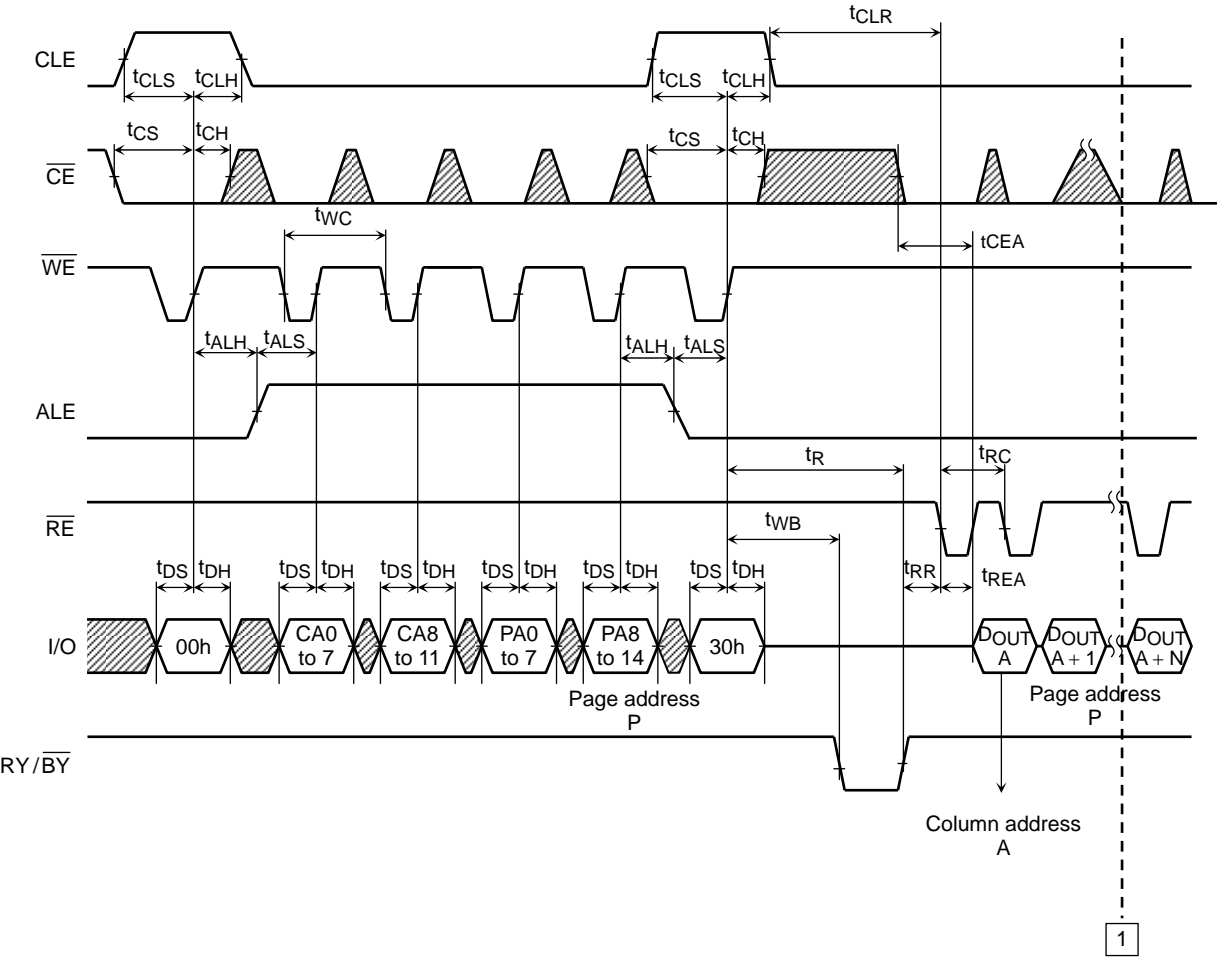 tCLR
CLE
tCLS tCLH tCLS tCLH
tCS tCH tCS tCH
CE
tWC
tCEA
WE
tALH tALS tALH tALS
ALE
tR tRC
RE
tWB
tDS tDH tDS tDH tDS tDH tDS tDH tDS tDH tDS tDH tRR tREA
I/O
00h
CA0
to 7
CA8
to 11
PA0
to 7
PA8
to 14
30h
DOUT
A
DOUT
A + 1
DOUT
A + N
Page address
P
Page address
P
RY/BY
Column address
A
1